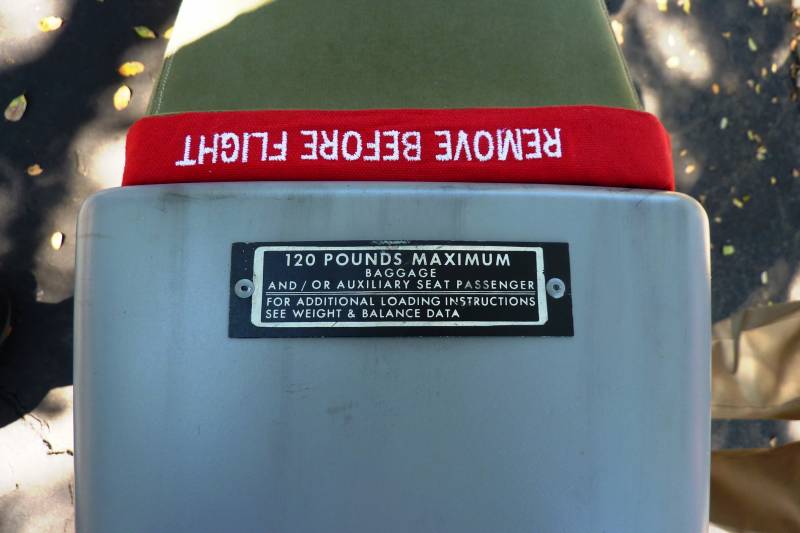 REMOVE BEFORE FLIGHT
120 POUNDS MAXIMUM
BAGGAGE
AND / OR AUXILIARY SEAT PASSENGER
FOR ADDITIONAL LOADING INSTRUCTIONS
SEE WEIGHT & BALANCE DATA